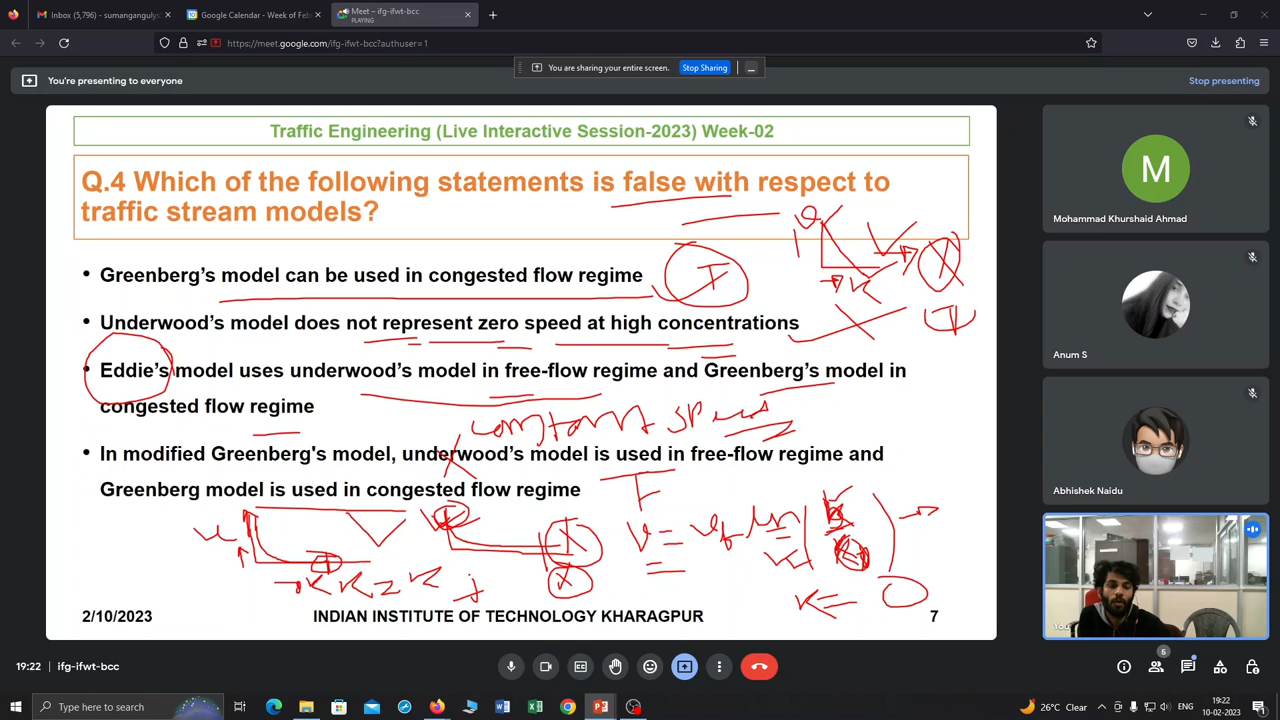 Inbox (5,796) - sumangangulys
Google Calendar - Week of Feb
Meet – ifg-ifwt-bcc
PLAYING
https://meet.google.com/ifg-ifwt-bcc?authuser=1
You are sharing your entire screen.
Stop Sharing
You're presenting to everyone
Stop presenting
Traffic Engineering (Live Interactive Session-2023) Week-02
Q.4 Which of the following statements is false with respect to
traffic stream models?
• Greenberg's model can be used in congested flow regime
T
• Underwood's model does not represent zero speed at high concentrations
• Eddie's model uses underwood's model in free-flow regime and Greenberg's model in
congested flow regime
constant speed
• In modified Greenberg's model, underwood's model is used in free-flow regime and
Greenberg model is used in congested flow regime
F
2/10/2023
INDIAN INSTITUTE OF TECHNOLOGY KHARAGPUR
7
M
Mohammad Khurshaid Ahmad
Anum S
Abhishek Naidu
19:22
ifg-ifwt-bcc
6
Type here to search
26°C Clear
ENG
19:22
10-02-2023